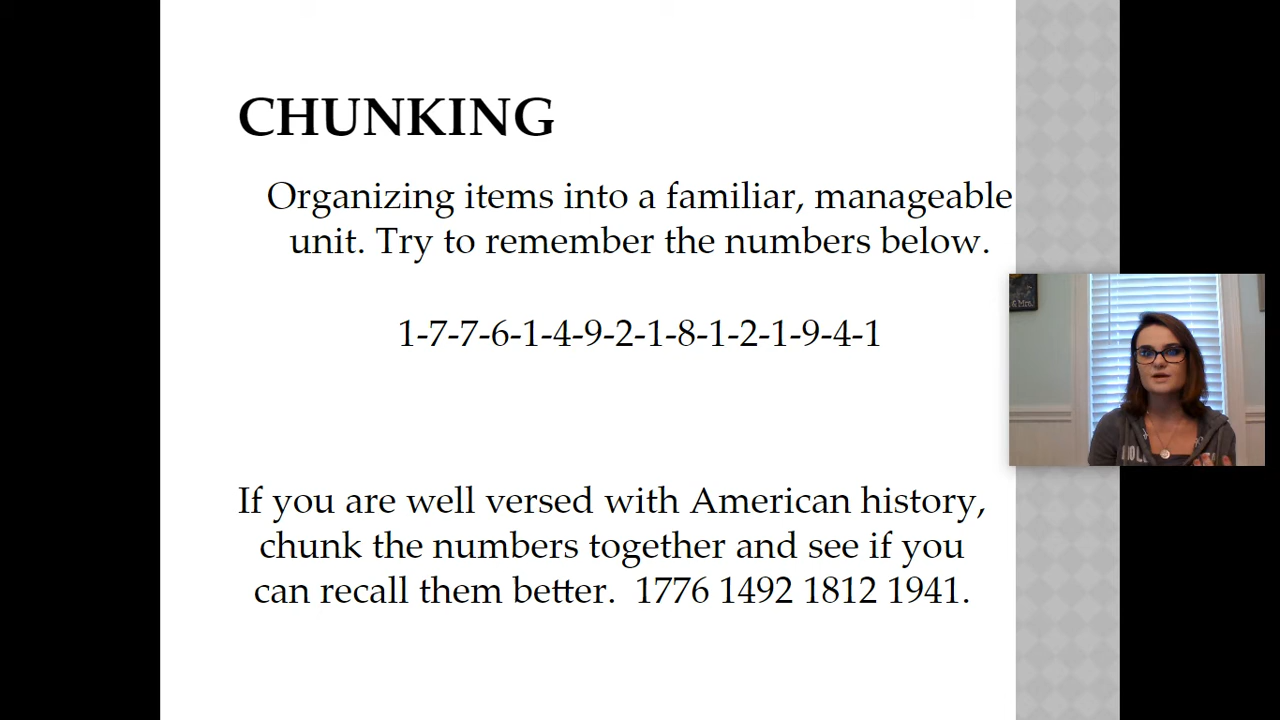 CHUNKING
Organizing items into a familiar, manageable
unit. Try to remember the numbers below.
1-7-7-6-1-4-9-2-1-8-1-2-1-9-4-1
& Mrs.
If you are well versed with American history,
chunk the numbers together and see if you
can recall them better. 1776 1492 1812 1941.